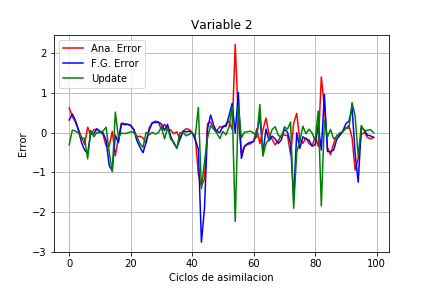 Variable 2
Ana. Error
F.G. Error
Update
Error
2
1
0
−1
−2
−3
0
20
40
60
80
100
Ciclos de asimilacion